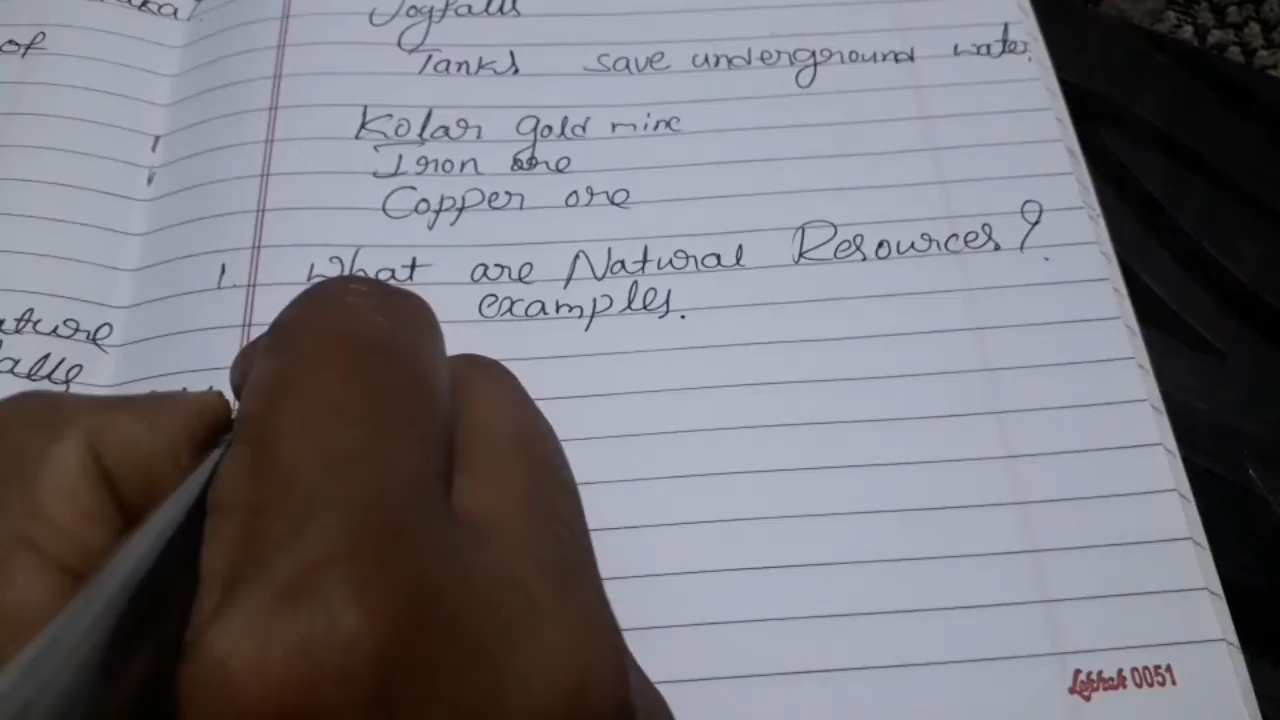 of
ature
Jogfalls
Tanks save underground water.
Kolar gold mine
Iron ore
Copper ore
1. What are Natural Resources?
examples.
Lekhak 0051